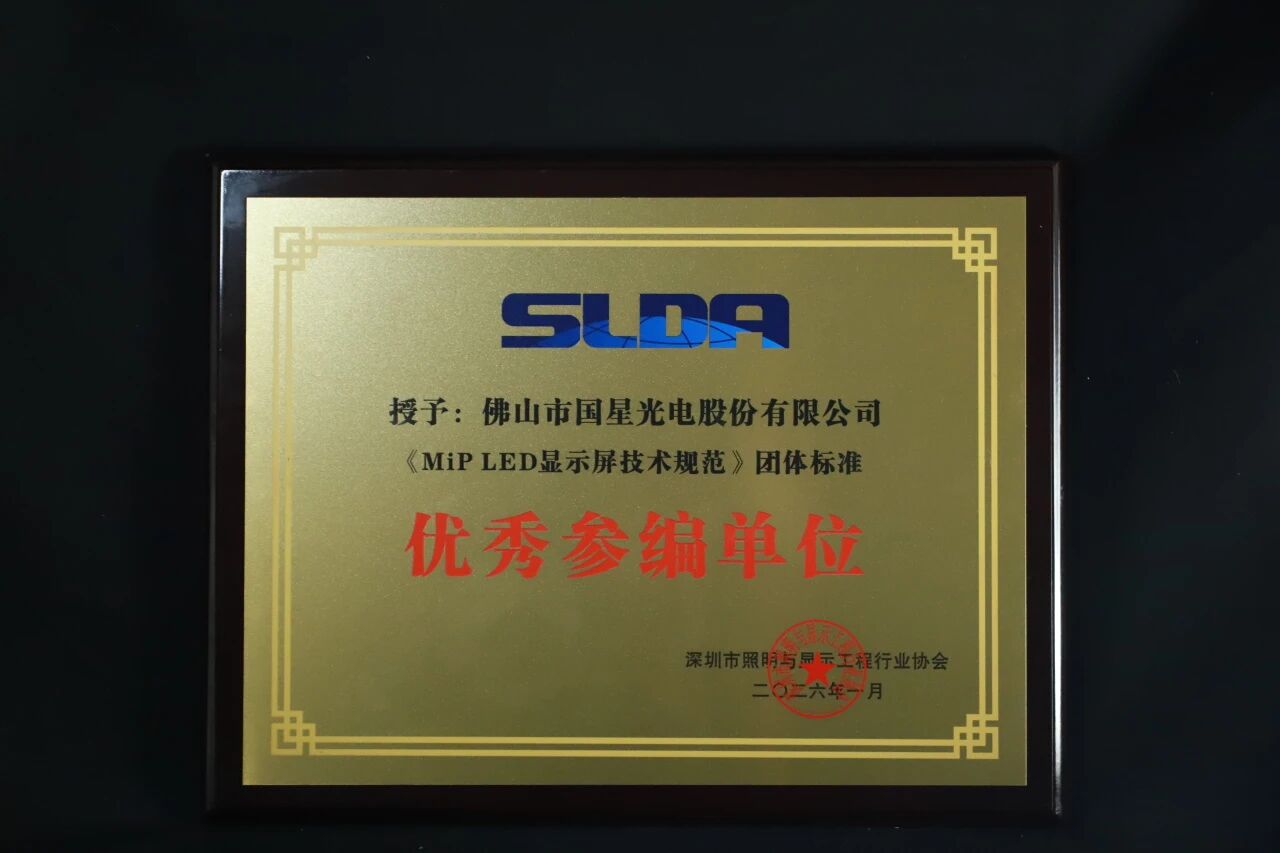 SLDA
授予：佛山市国星光电股份有限公司
《MiP LED显示屏技术规范》团体标准
优秀参编单位
深圳市照明与显示工程行业协会
二〇二六年一月